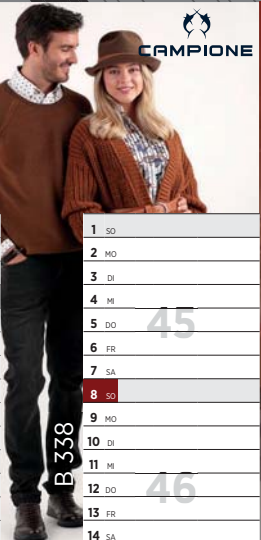 CAMPIONE
1 SO
2 MO
3 DI
4 MI
45
5 DO
6 FR
7 SA
8 SO
9 MO
10 DI
11 MI
46
12 DO
13 FR
14 SA
B 338